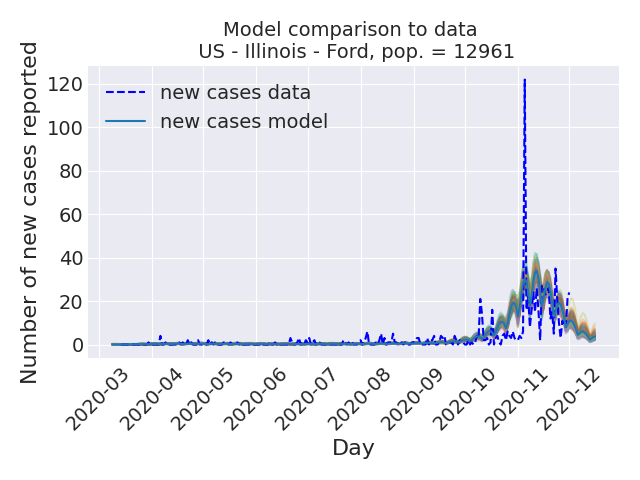 Model comparison to data
US - Illinois - Ford, pop. = 12961
Number of new cases reported
120
100
80
60
40
20
0
new cases data
new cases model
2020-03
2020-04
2020-05
2020-06
2020-07
2020-08
2020-09
2020-10
2020-11
2020-12
Day